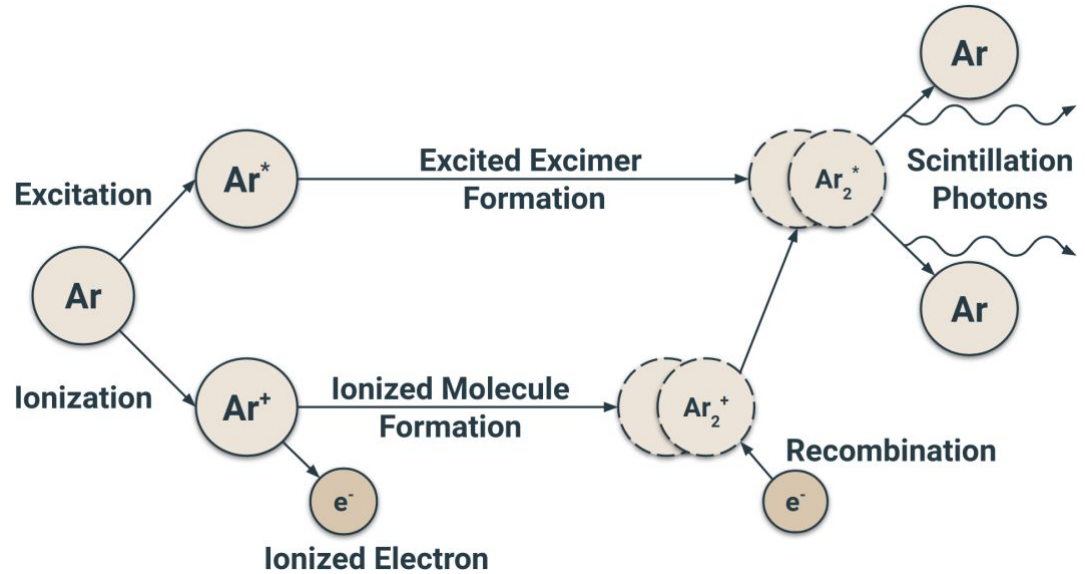 Ar
Excitation
Ar*
Excited Excimer
Formation
Ar₂*
Ar
Scintillation
Photons
Ar
Ar
Ionization
Ar⁺
Ionized Molecule
Formation
Ar₂⁺
Recombination
e⁻
e⁻
Ionized Electron